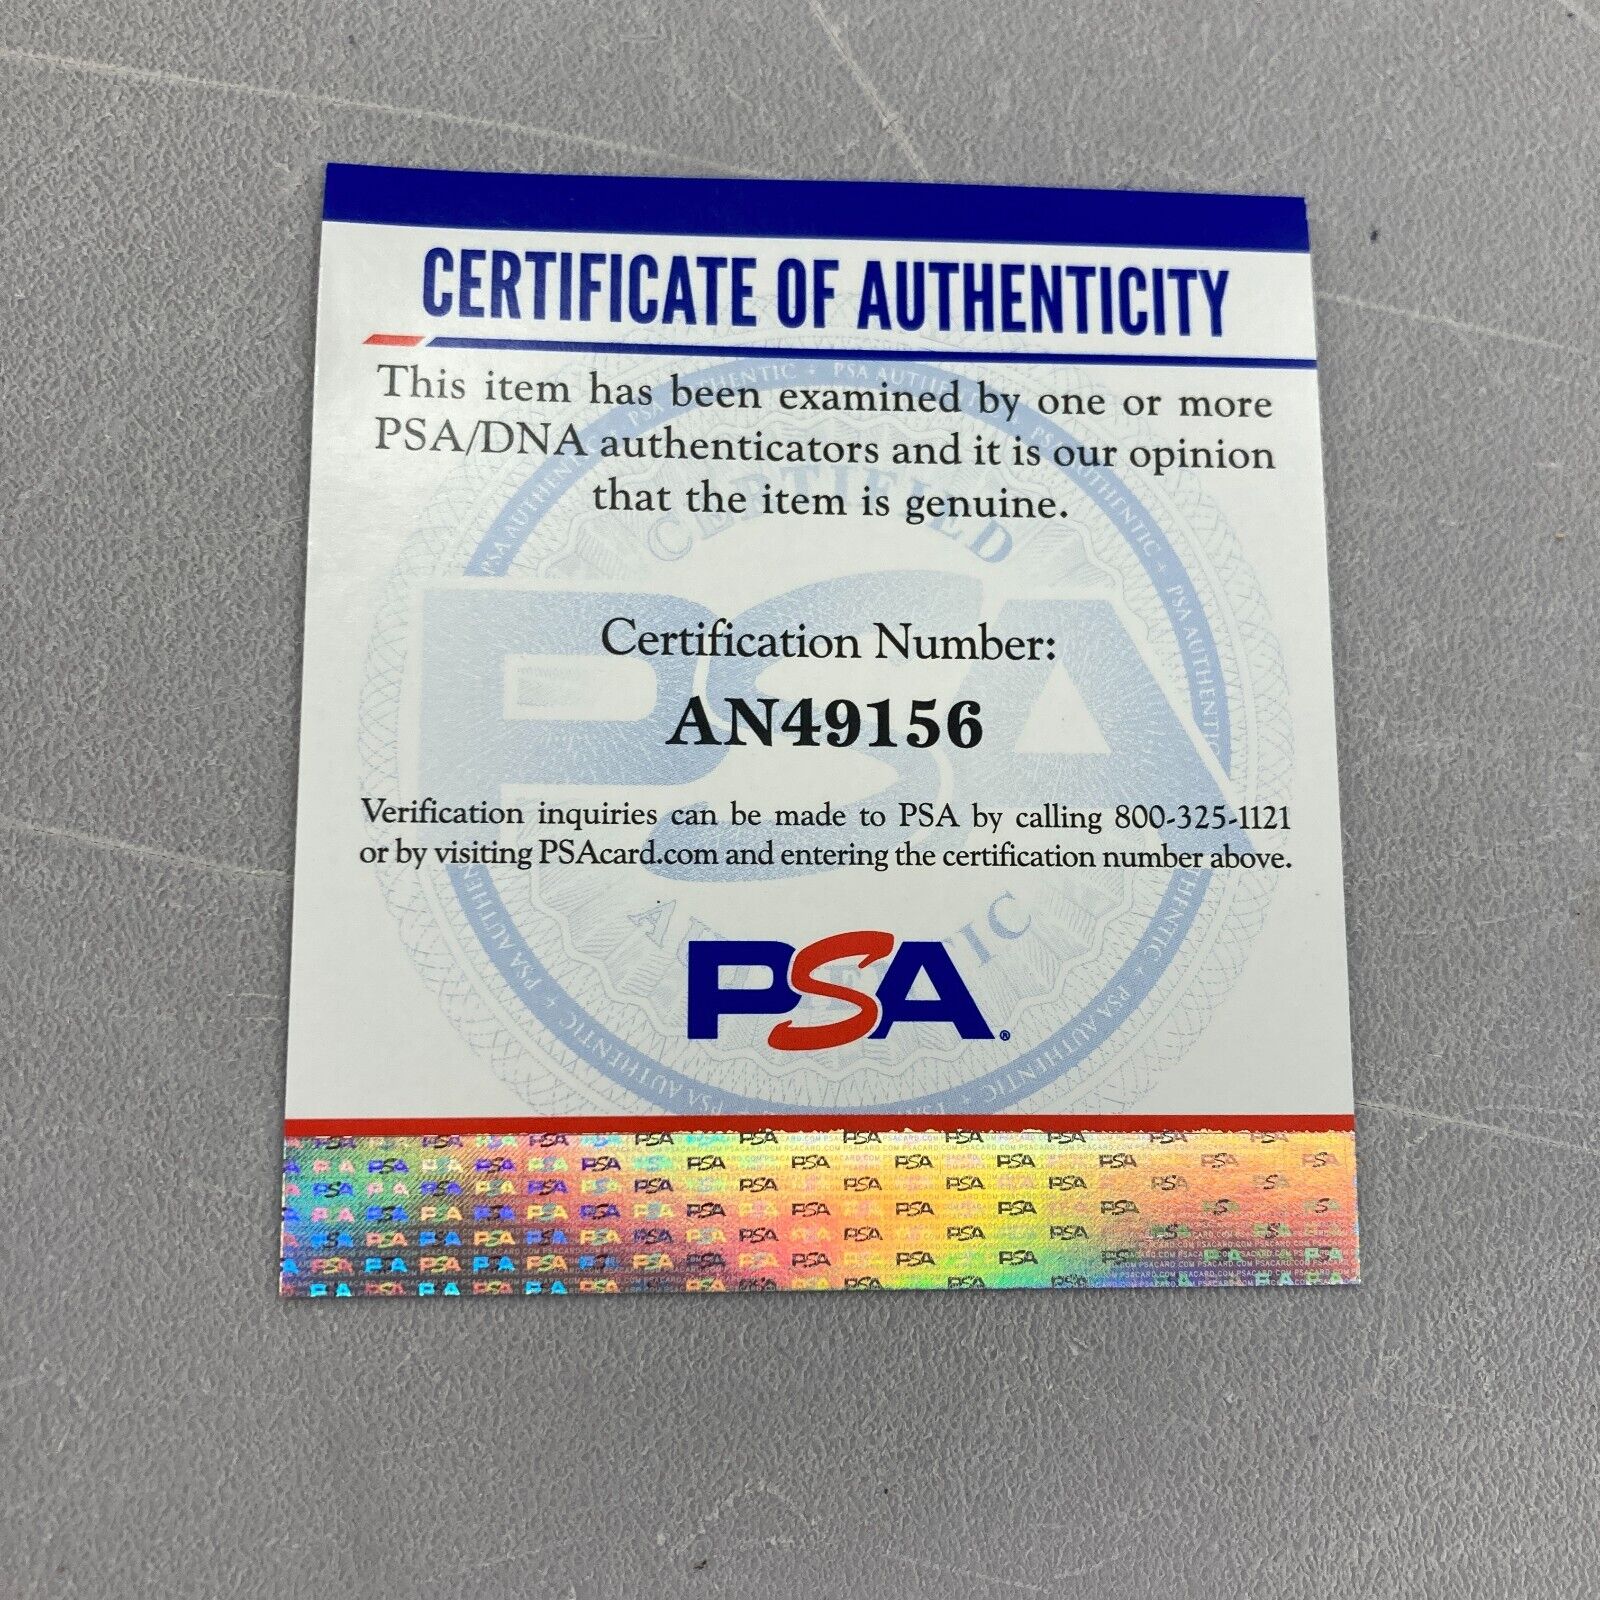 CERTIFICATE OF AUTHENTICITY
This item has been examined by one or more
PSA/DNA authenticators and it is our opinion
that the item is genuine.
Certification Number:
AN49156
Verification inquiries can be made to PSA by calling 800-325-1121
or by visiting PSAcard.com and entering the certification number above.
PSA®